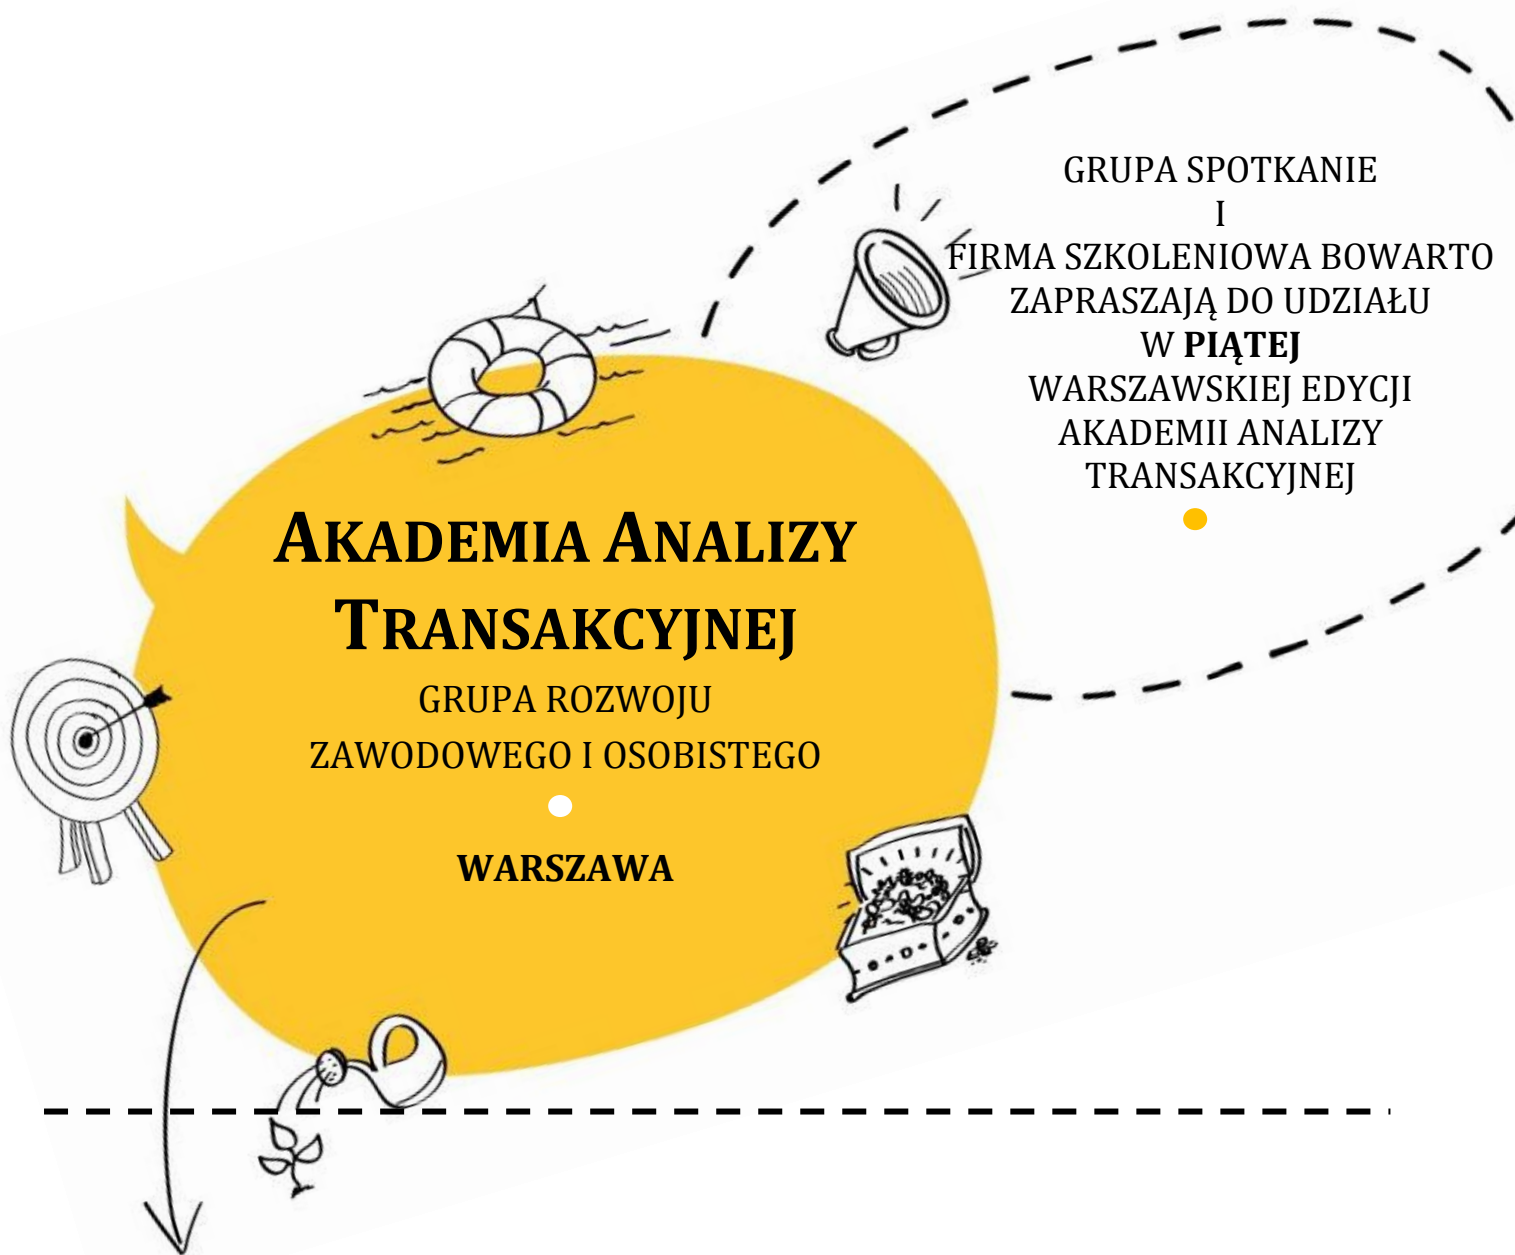 GRUPA SPOTKANIE
I
FIRMA SZKOLENIOWA BOWARTO
ZAPRASZAJĄ DO UDZIAŁU
W PIĄTEJ
WARSZAWSKIEJ EDYCJI
AKADEMII ANALIZY
TRANSAKCYJNEJ
AKADEMIA ANALIZY
TRANSAKCYJNEJ
GRUPA ROZWOJU
ZAWODOWEGO I OSOBISTEGO
WARSZAWA